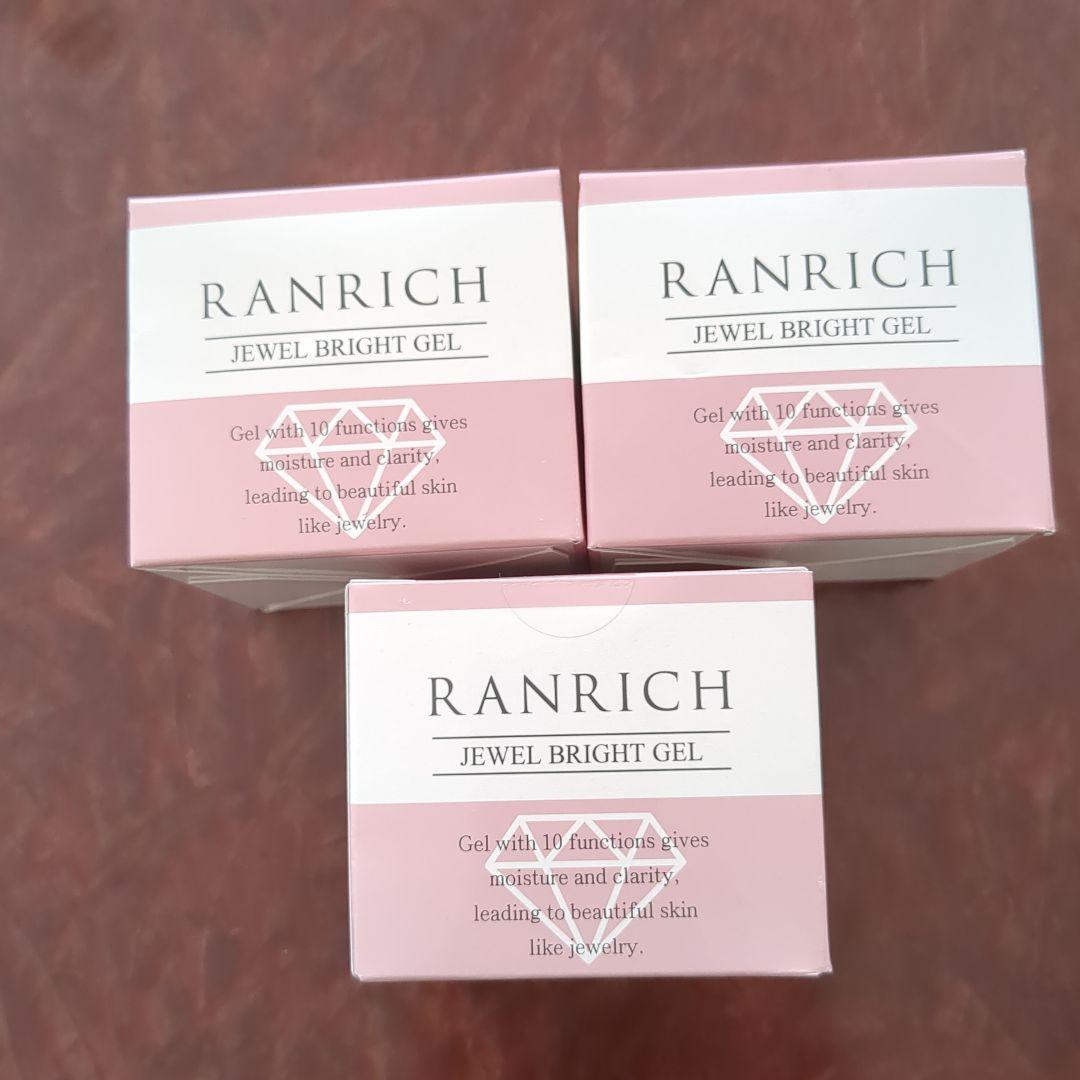 RANRICH
JEWEL BRIGHT GEL
Gel with 10 functions gives
moisture and clarity,
leading to beautiful skin
like jewelry.
RANRICH
JEWEL BRIGHT GEL
Gel with 10 functions gives
moisture and clarity,
leading to beautiful skin
like jewelry.
RANRICH
JEWEL BRIGHT GEL
Gel with 10 functions gives
moisture and clarity,
leading to beautiful skin
like jewelry.